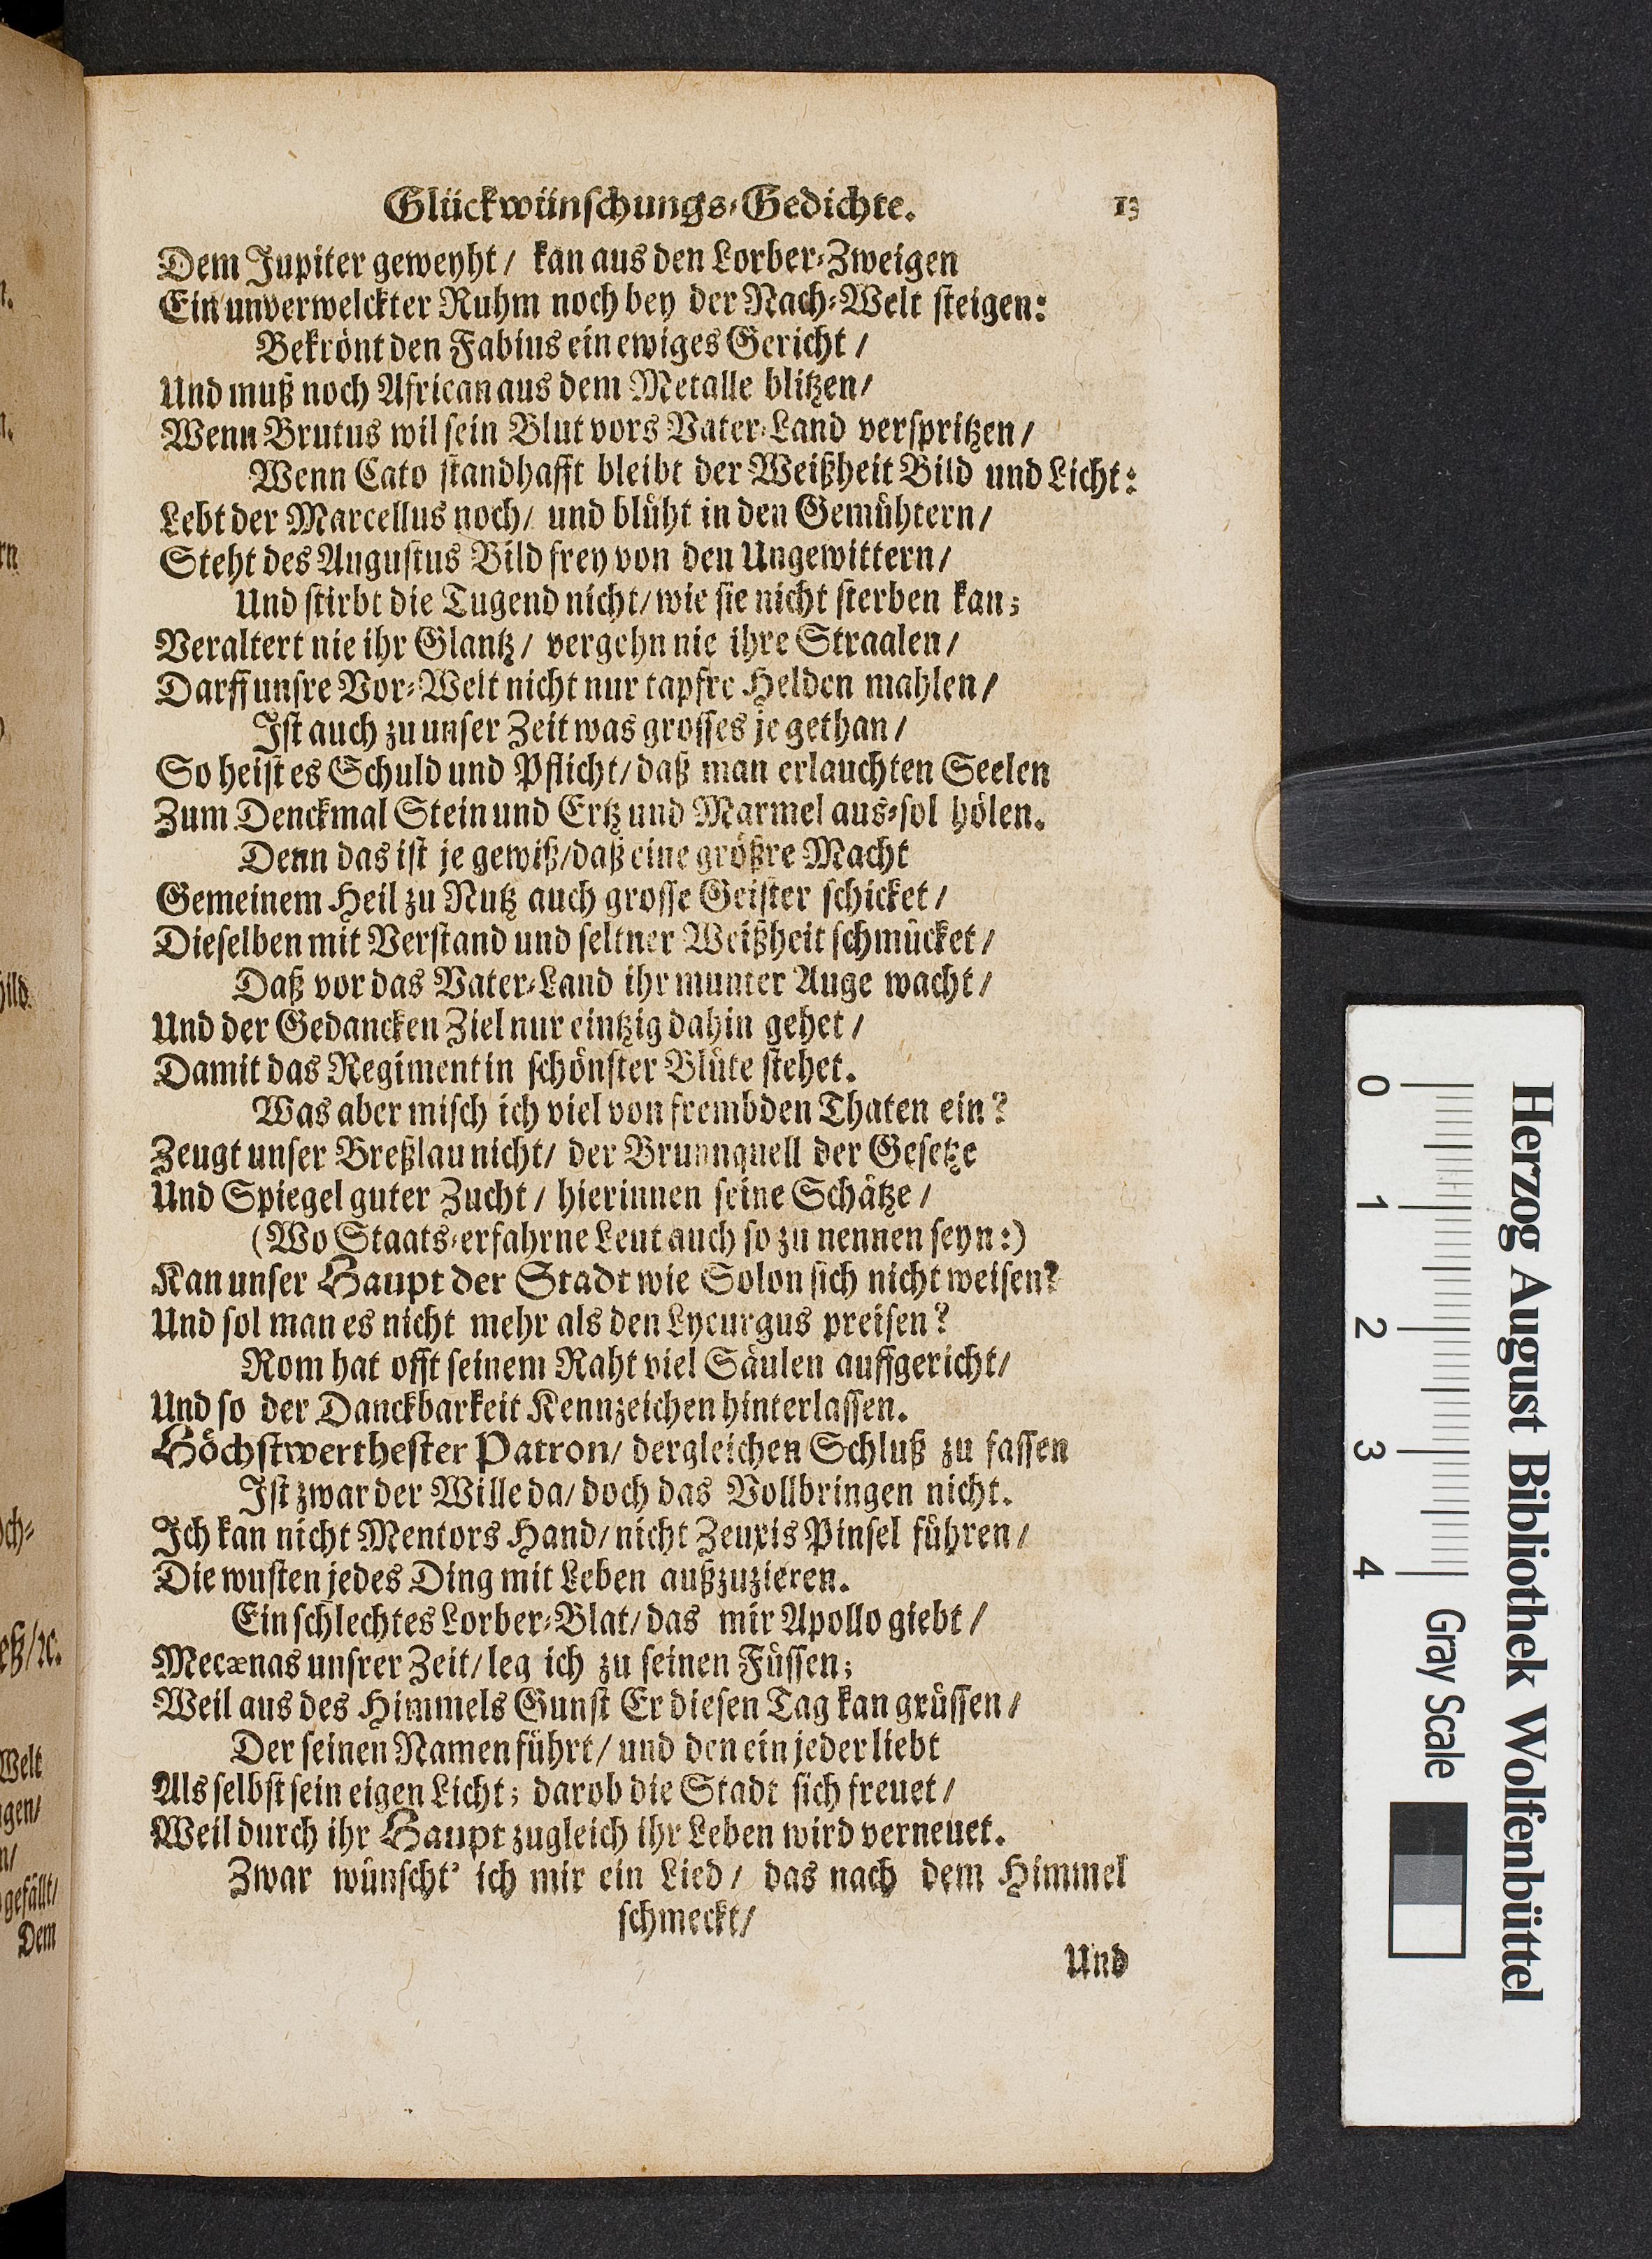 Glückwünschungs-Gedichte. 13
Dem Jupiter geweyht / kan aus den Lorber-Zweigen
Ein unverwelckter Ruhm noch bey der Nach-Welt steigen:
Bekrönt den Fabius ein ewiges Gericht /
Und muß noch African aus dem Metalle blitzen/
Wenn Brutus wil sein Blut vors Vater-Land verspritzen /
Wenn Cato standhafft bleibt der Weißheit Bild und Licht:
Lebt der Marcellus noch/ und blüht in den Gemühtern/
Steht des Augustus Bild frey von den Ungewittern/
Und stirbt die Tugend nicht/ wie sie nicht sterben kan;
Veraltert nie ihr Glantz / vergehn nie ihre Straalen /
Darff unsre Vor-Welt nicht nur tapfre Helden mahlen/
Ist auch zu unser Zeit was grosses je gethan /
So heist es Schuld und Pflicht/ daß man erlauchten Seelen
Zum Denckmal Stein und Ertz und Marmel aus-sol hölen.
Denn das ist je gewiß/daß eine größre Macht
Gemeinem Heil zu Nutz auch grosse Geister schicket /
Dieselben mit Verstand und seltner Weißheit schmücket /
Daß vor das Vater-Land ihr munter Auge wacht /
Und der Gedancken Ziel nur eintzig dahin gehet /
Damit das Regiment in schönster Blüte stehet.
Was aber misch ich viel von frembden Thaten ein?
Zeugt unser Breßlau nicht/ der Brunnquell der Gesetze
Und Spiegel guter Zucht / hierinnen seine Schätze /
(Wo Staats-erfahrne Leut auch so zu nennen seyn:)
Kan unser Haupt der Stadt wie Solon sich nicht weisen?
Und sol man es nicht mehr als den Lycurgus preisen?
Rom hat offt seinem Raht viel Säulen auffgericht/
Und so der Danckbarkeit Kennzeichen hinterlassen.
Höchstwerthester Patron/ dergleichen Schluß zu fassen
Ist zwar der Wille da/ doch das Vollbringen nicht.
Ich kan nicht Mentors Hand/ nicht Zeuxis Pinsel führen /
Die wusten jedes Ding mit Leben außzuzieren.
Ein schlechtes Lorber-Blat/ das mir Apollo giebt /
Mecænas unsrer Zeit/ leg ich zu seinen Füssen;
Weil aus des Himmels Gunst Er diesen Tag kan grüssen /
Der seinen Namen führt/ und den ein jeder liebt
Als selbst sein eigen Licht; darob die Stadt sich freuet /
Weil durch ihr Haupt zugleich ihr Leben wird verneuet.
Zwar wünscht' ich mir ein Lied / das nach dem Himmel
schmeckt/
Und
hild.
Welt
gefällt/
Dem
Herzog August Bibliothek Wolfenbüttel
0 1 2 3 4 Gray Scale